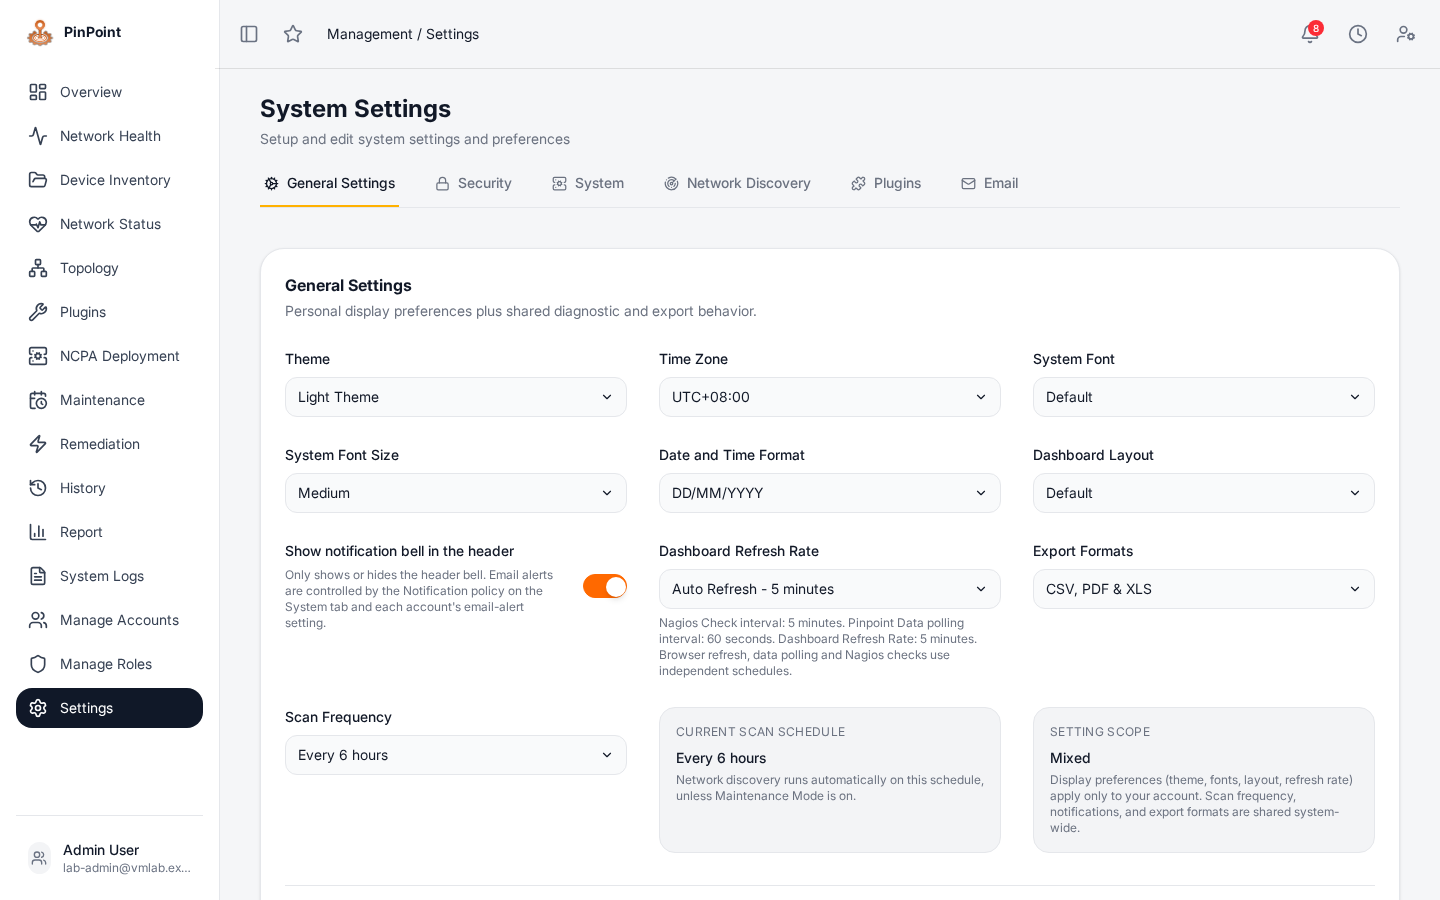 PinPoint
Management / Settings
8
Overview
Network Health
Device Inventory
Network Status
Topology
Plugins
NCPA Deployment
Maintenance
Remediation
History
Report
System Logs
Manage Accounts
Manage Roles
Settings
Admin User
lab-admin@vmlab.ex...
System Settings
Setup and edit system settings and preferences
General Settings
Security
System
Network Discovery
Plugins
Email
General Settings
Personal display preferences plus shared diagnostic and export behavior.
Theme
Light Theme
Time Zone
UTC+08:00
System Font
Default
System Font Size
Medium
Date and Time Format
DD/MM/YYYY
Dashboard Layout
Default
Show notification bell in the header
Only shows or hides the header bell. Email alerts
are controlled by the Notification policy on the
System tab and each account's email-alert
setting.
Dashboard Refresh Rate
Auto Refresh - 5 minutes
Nagios Check interval: 5 minutes. Pinpoint Data polling
interval: 60 seconds. Dashboard Refresh Rate: 5 minutes.
Browser refresh, data polling and Nagios checks use
independent schedules.
Export Formats
CSV, PDF & XLS
Scan Frequency
Every 6 hours
CURRENT SCAN SCHEDULE
Every 6 hours
Network discovery runs automatically on this schedule,
unless Maintenance Mode is on.
SETTING SCOPE
Mixed
Display preferences (theme, fonts, layout, refresh rate)
apply only to your account. Scan frequency,
notifications, and export formats are shared system-
wide.